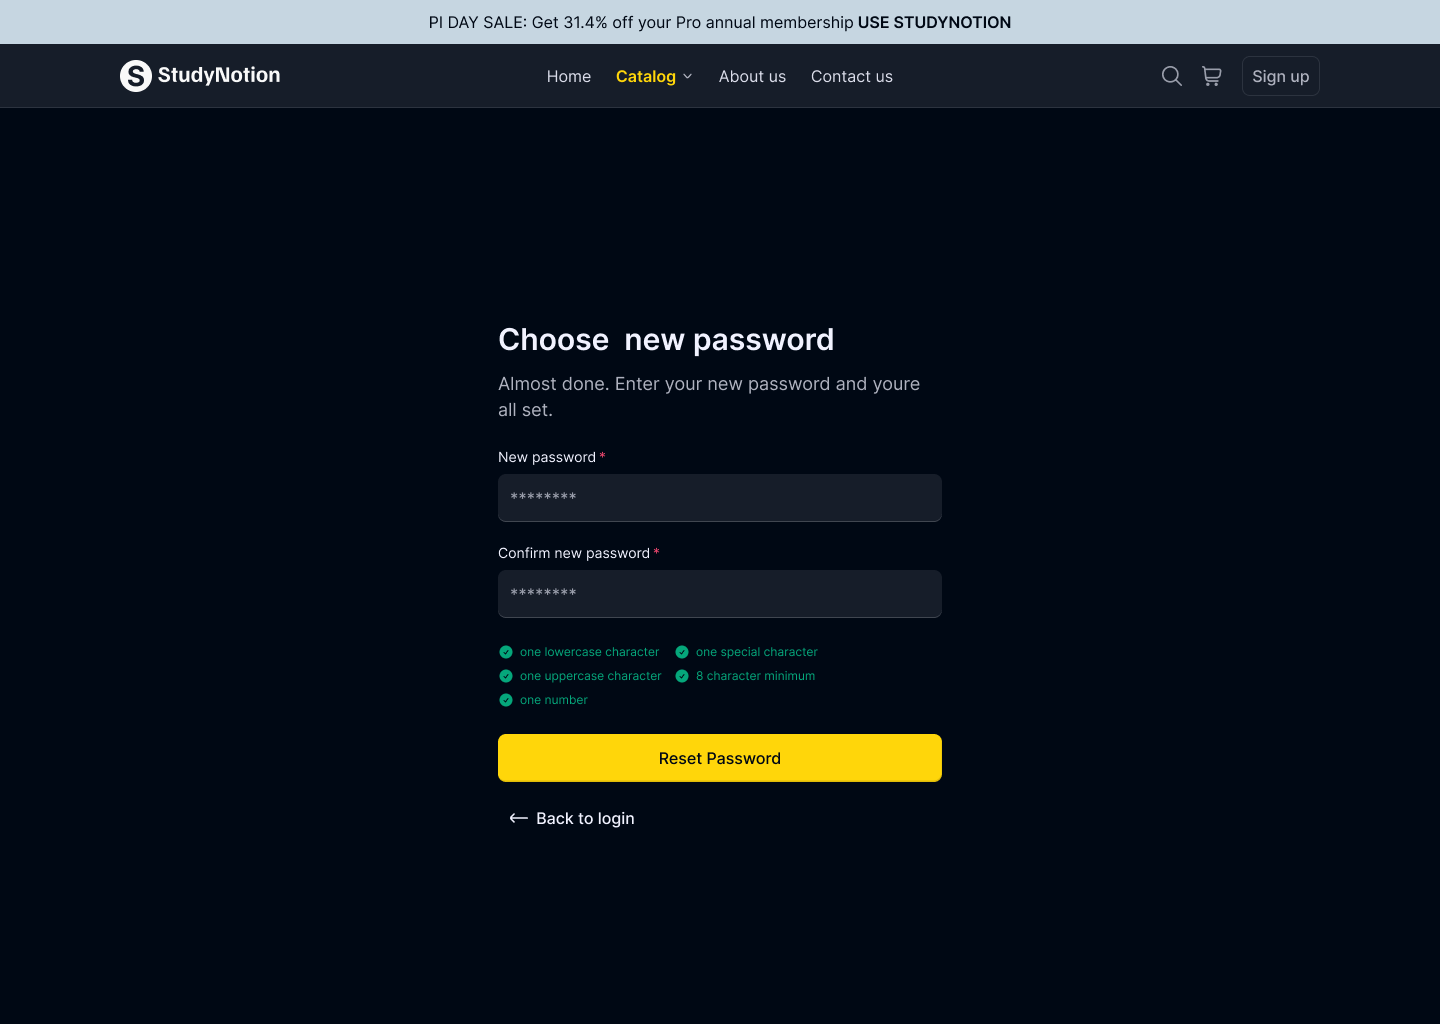 PI DAY SALE: Get 31.4% off your Pro annual membership USE STUDYNOTION
S StudyNotion
Home Catalog About us Contact us Sign up
Choose new password
Almost done. Enter your new password and youre
all set.
New password *
********
Confirm new password *
********
one lowercase character one special character
one uppercase character 8 character minimum
one number
Reset Password
Back to login